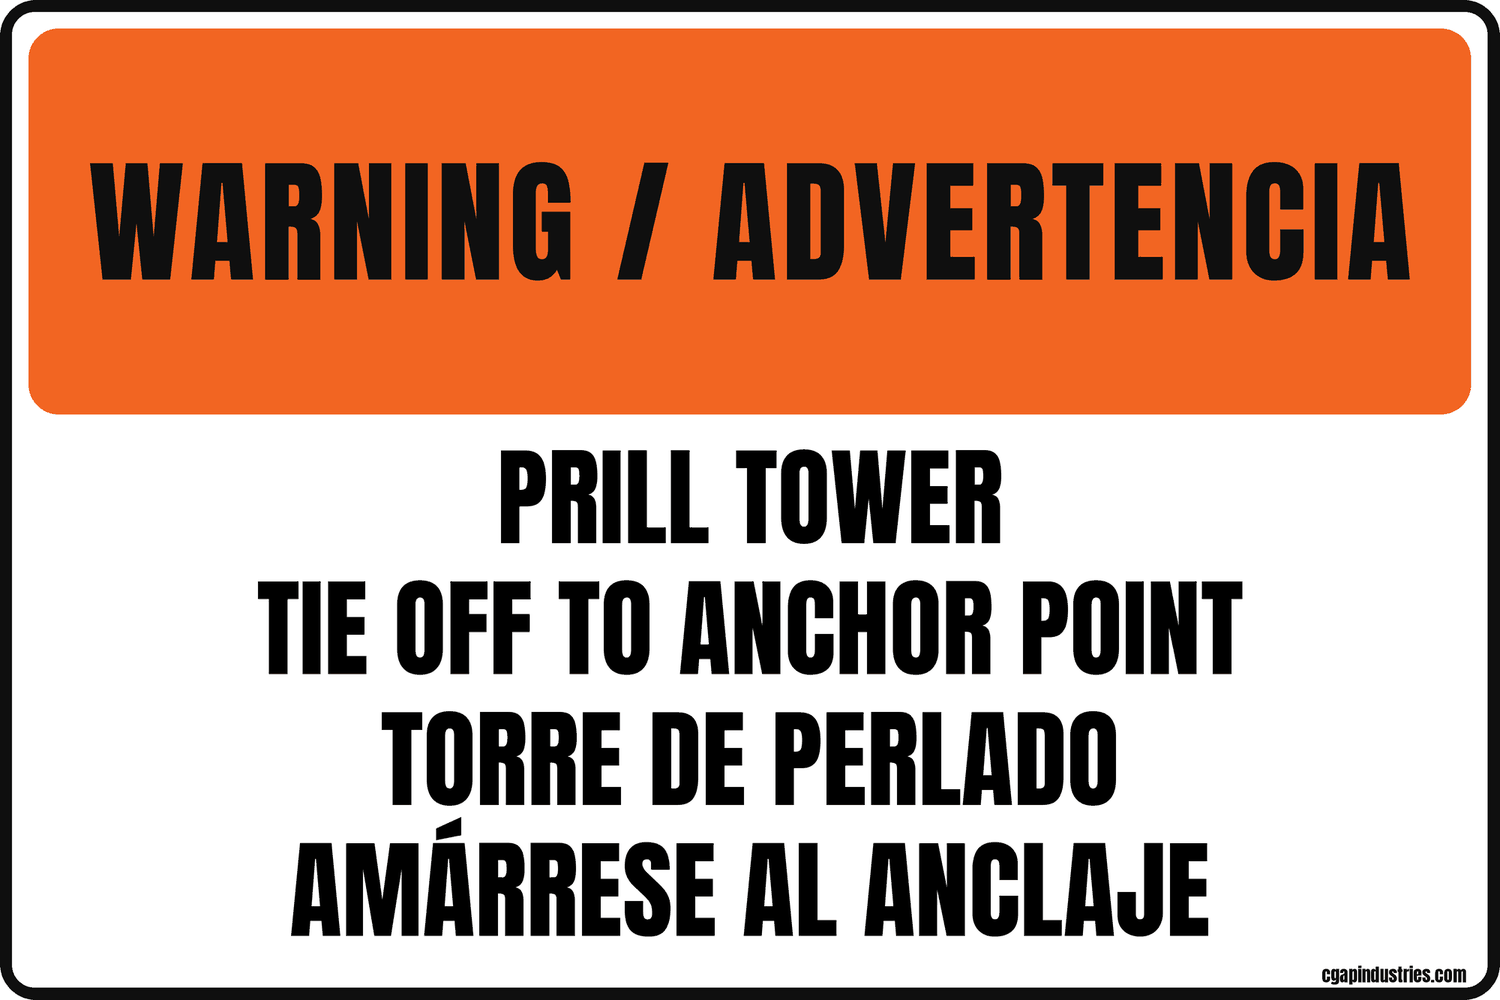 WARNING / ADVERTENCIA
PRILL TOWER
TIE OFF TO ANCHOR POINT
TORRE DE PERLADO
AMÁRRESE AL ANCLAJE
cgapindustries.com